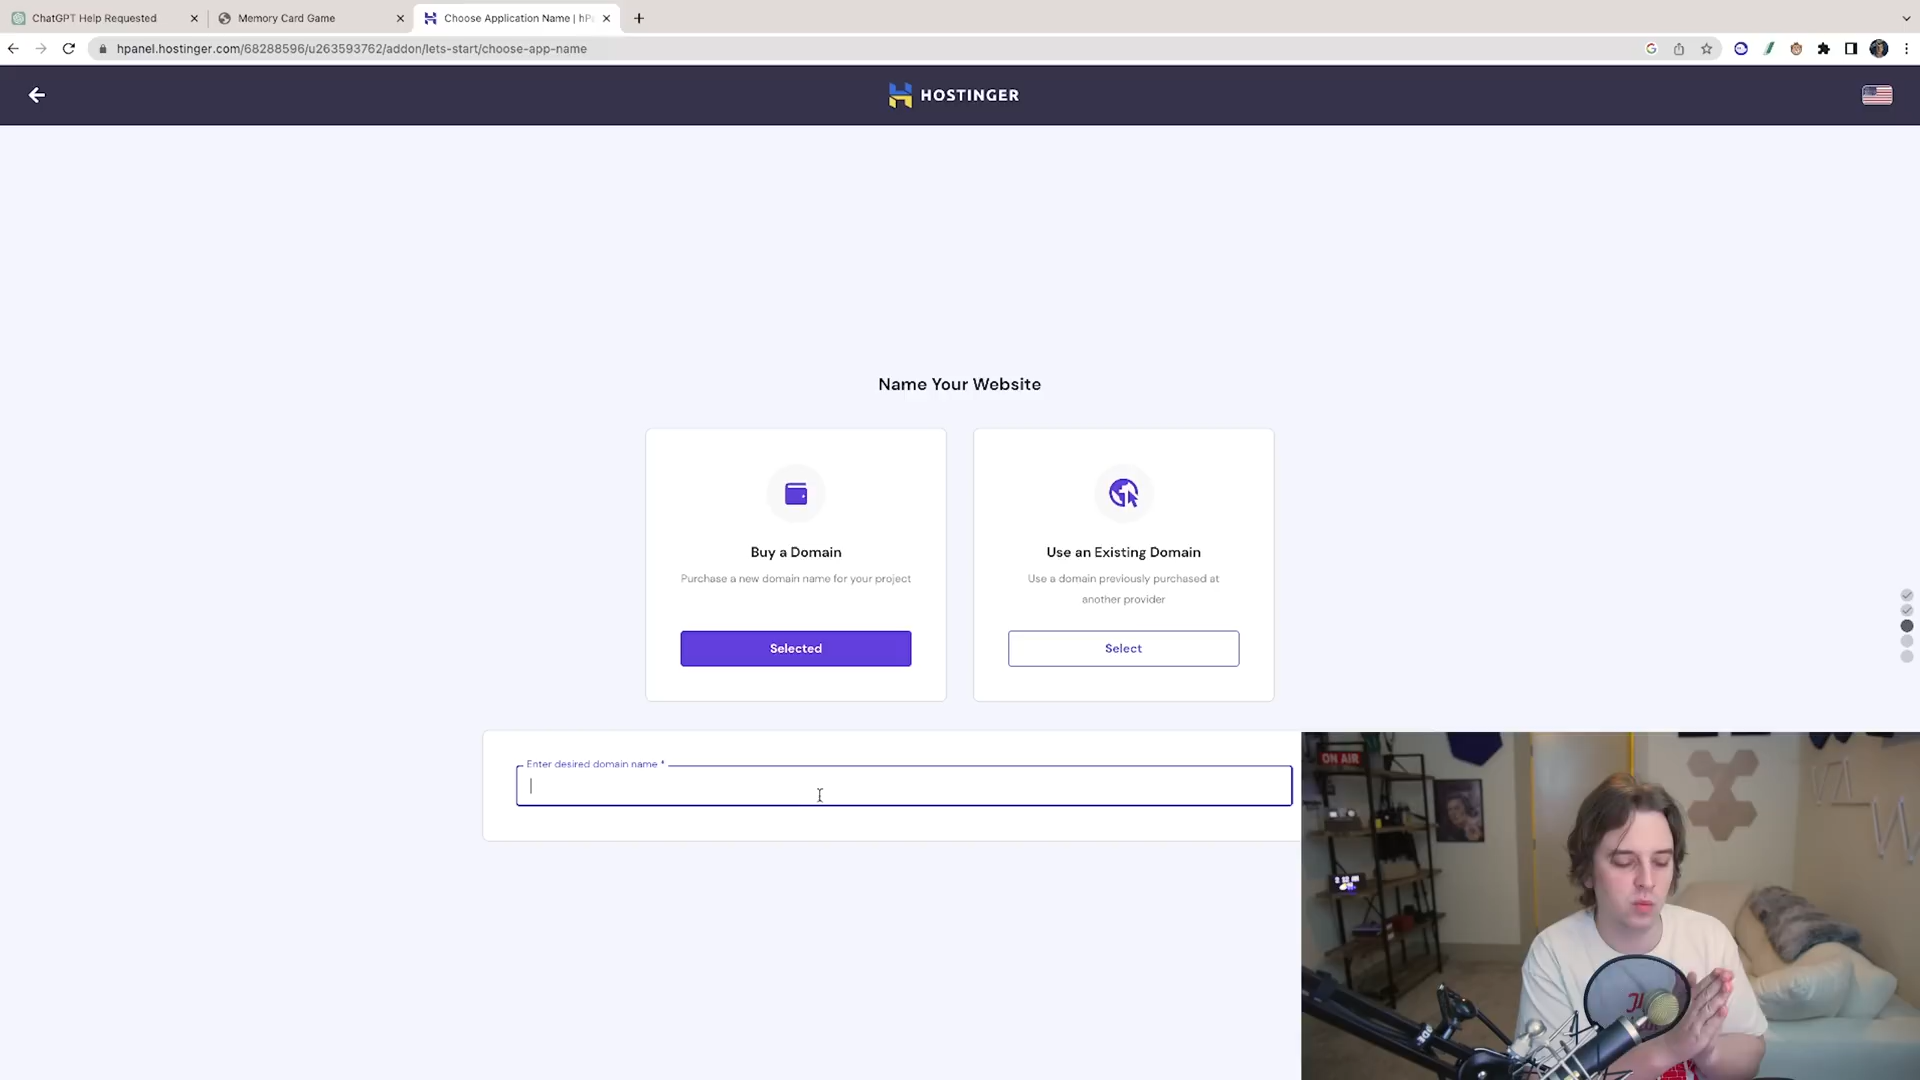 ChatGPT Help Requested
Memory Card Game
Choose Application Name | hP
hpanel.hostinger.com/68288596/u263593762/addon/lets-start/choose-app-name
HOSTINGER
Name Your Website
Buy a Domain
Purchase a new domain name for your project
Selected
Use an Existing Domain
Use a domain previously purchased at
another provider
Select
Enter desired domain name *
ON AIR